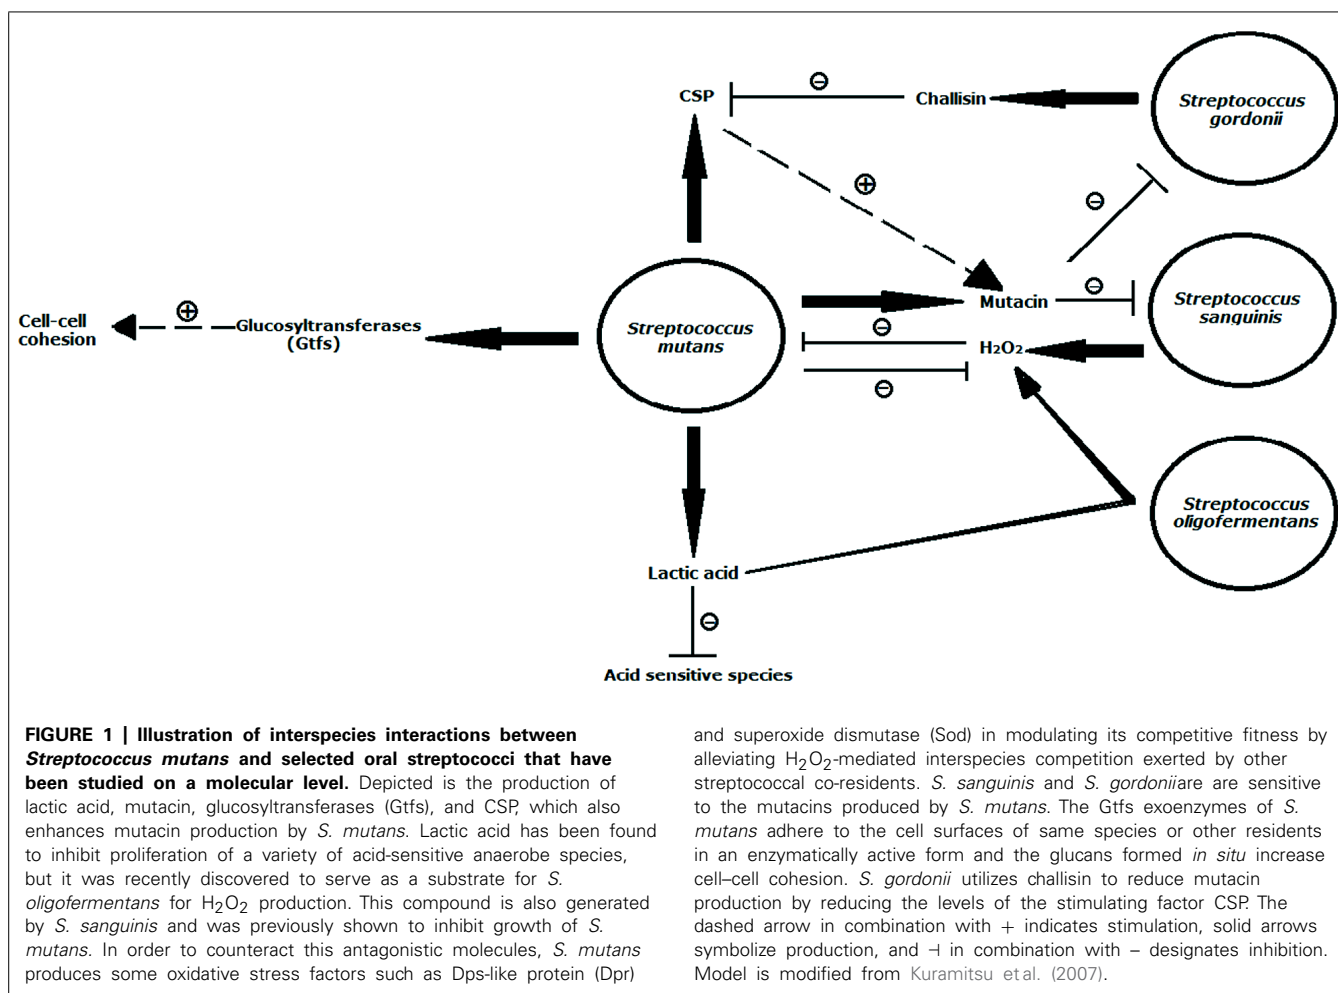 CSP
⊖
Challisin
Streptococcus
gordonii
⊕
⊖
Mutacin
⊖
Streptococcus
sanguinis
Cell-cell
cohesion
⊕
Glucosyltransferases
(Gtfs)
Streptococcus
mutans
⊖
H₂O₂
⊖
Streptococcus
oligofermentans
Lactic acid
⊖
Acid sensitive species
FIGURE 1 | Illustration of interspecies interactions between
Streptococcus mutans and selected oral streptococci that have
been studied on a molecular level. Depicted is the production of
lactic acid, mutacin, glucosyltransferases (Gtfs), and CSP, which also
enhances mutacin production by S. mutans. Lactic acid has been found
to inhibit proliferation of a variety of acid-sensitive anaerobe species,
but it was recently discovered to serve as a substrate for S.
oligofermentans for H₂O₂ production. This compound is also generated
by S. sanguinis and was previously shown to inhibit growth of S.
mutans. In order to counteract this antagonistic molecules, S. mutans
produces some oxidative stress factors such as Dps-like protein (Dpr)
and superoxide dismutase (Sod) in modulating its competitive fitness by
alleviating H₂O₂-mediated interspecies competition exerted by other
streptococcal co-residents. S. sanguinis and S. gordoniiare are sensitive
to the mutacins produced by S. mutans. The Gtfs exoenzymes of S.
mutans adhere to the cell surfaces of same species or other residents
in an enzymatically active form and the glucans formed in situ increase
cell–cell cohesion. S. gordonii utilizes challisin to reduce mutacin
production by reducing the levels of the stimulating factor CSP. The
dashed arrow in combination with + indicates stimulation, solid arrows
symbolize production, and ⊣ in combination with – designates inhibition.
Model is modified from Kuramitsu et al. (2007).